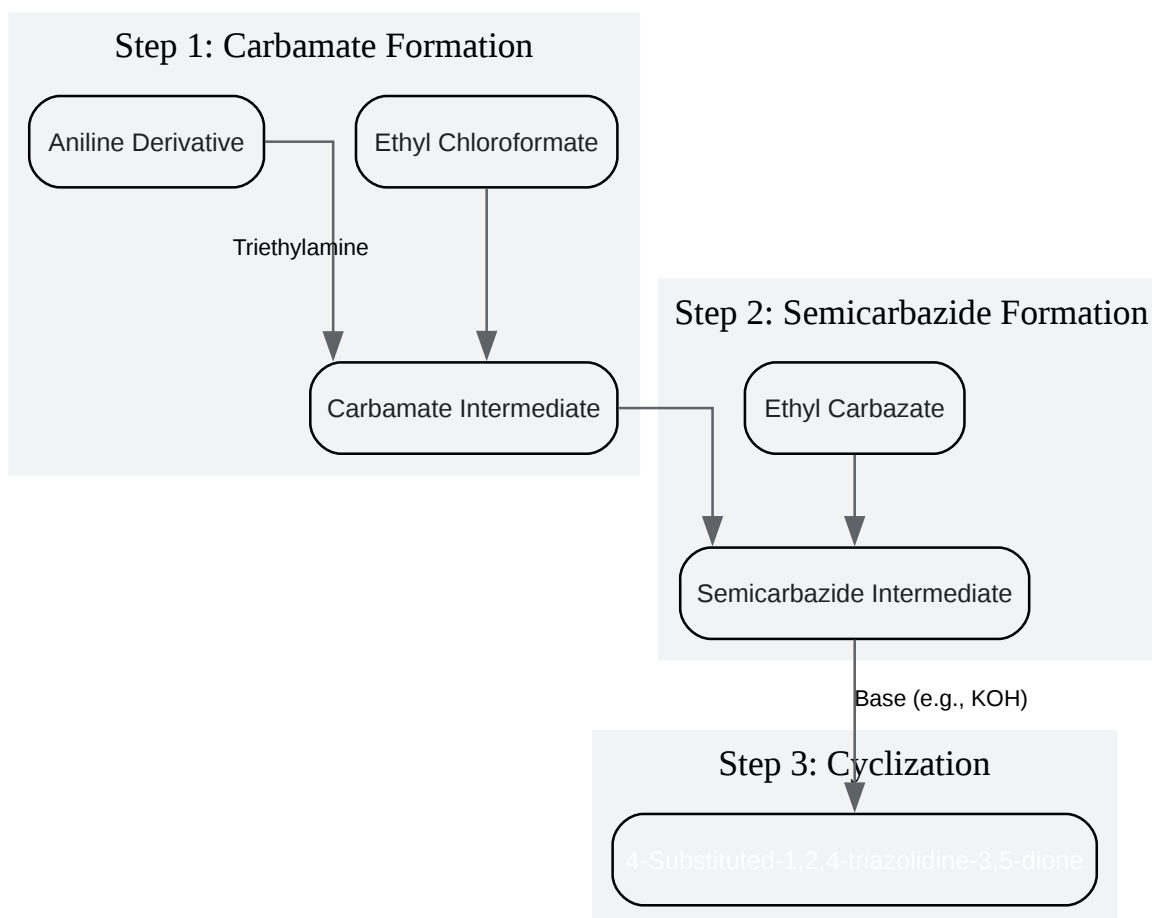 Step 1: Carbamate Formation
Aniline Derivative
Ethyl Chloroformate
Triethylamine
Carbamate Intermediate
Step 2: Semicarbazide Formation
Ethyl Carbazate
Semicarbazide Intermediate
Base (e.g., KOH)
Step 3: Cyclization
4-Substituted-1,2,4-triazolidine-3,5-dione